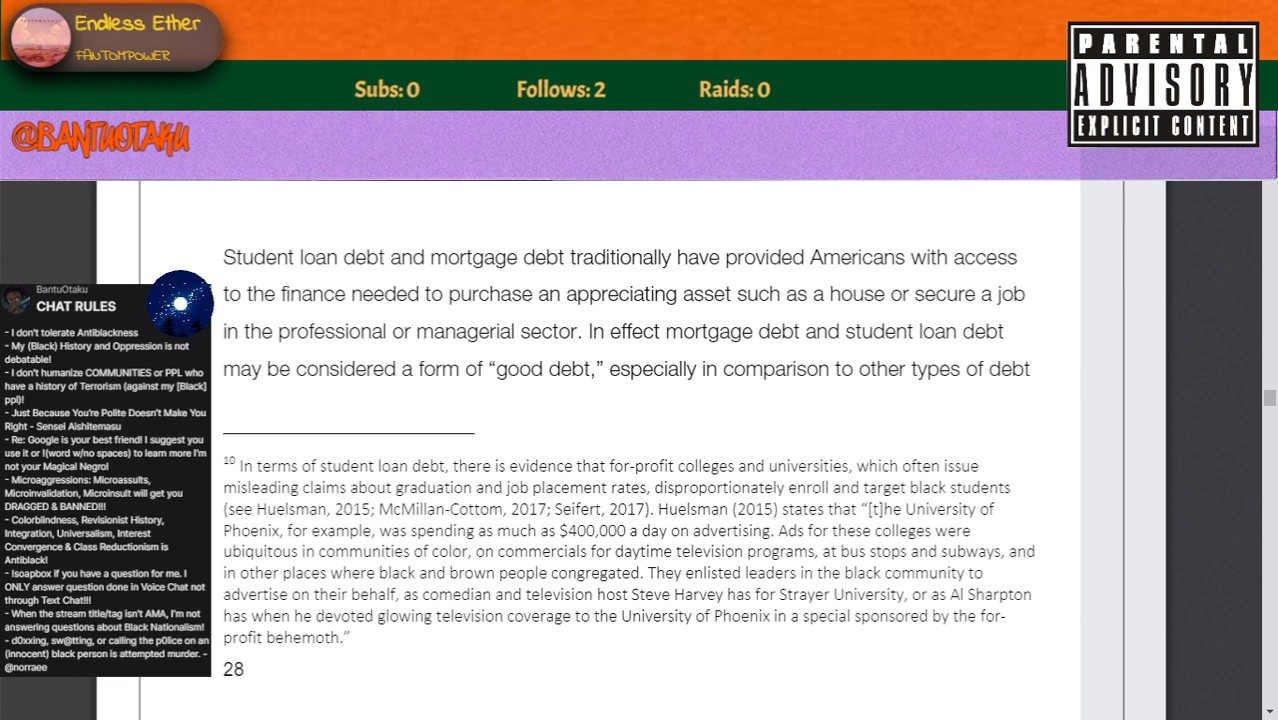 Endless Ether
FANTOMPOWER
Subs: 0
Follows: 2
Raids: 0
PARENTAL
ADVISORY
EXPLICIT CONTENT
@BANTUOTAKU
Student loan debt and mortgage debt traditionally have provided Americans with access
to the finance needed to purchase an appreciating asset such as a house or secure a job
in the professional or managerial sector. In effect mortgage debt and student loan debt
may be considered a form of “good debt,” especially in comparison to other types of debt
10 In terms of student loan debt, there is evidence that for-profit colleges and universities, which often issue
misleading claims about graduation and job placement rates, disproportionately enroll and target black students
(see Huelsman, 2015; McMillan-Cottom, 2017; Seifert, 2017). Huelsman (2015) states that “[t]he University of
Phoenix, for example, was spending as much as $400,000 a day on advertising. Ads for these colleges were
ubiquitous in communities of color, on commercials for daytime television programs, at bus stops and subways, and
in other places where black and brown people congregated. They enlisted leaders in the black community to
advertise on their behalf, as comedian and television host Steve Harvey has for Strayer University, or as Al Sharpton
has when he devoted glowing television coverage to the University of Phoenix in a special sponsored by the for-
profit behemoth.”
28
BantuOtaku
CHAT RULES
- I don't tolerate Antiblackness
- My (Black) History and Oppression is not
debatable!
- I don't humanize COMMUNITIES or PPL who
have a history of Terrorism (against my [Black]
ppl)!
- Just Because You're Polite Doesn't Make You
Right - Sensei Aishitemasu
- Re: Google is your best friend! I suggest you
use it or !(word w/no spaces) to learn more I'm
not your Magical Negro!
- Microaggressions: Microassults,
Microinvalidation, Microinsult will get you
DRAGGED & BANNED!!!
- Colorblindness, Revisionist History,
Integration, Universalism, Interest
Convergence & Class Reductionism is
Antiblack!
- !soapbox if you have a question for me. I
ONLY answer question done in Voice Chat not
through Text Chat!!!
- When the stream title/tag isn't AMA, I'm not
answering questions about Black Nationalism!
- d0xxing, sw@tting, or calling the p0lice on an
(innocent) black person is attempted murder. -
@norraee